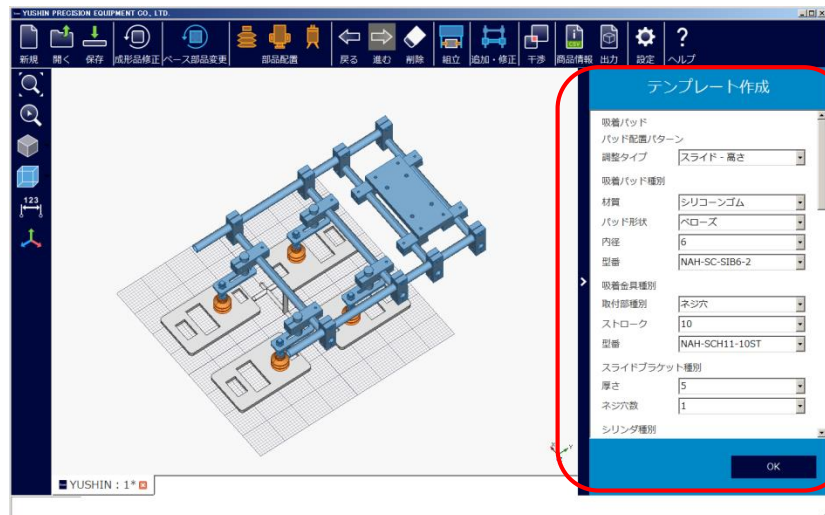 YUSHIN PRECISION EQUIPMENT CO., LTD.
新規 開く 保存 成形品修正 ベース部品変更 部品配置 戻る 進む 削除 組立 追加・修正 干渉 商品情報 出力 設定 ヘルプ
CSV
?
123
テンプレート作成
吸着パッド
パッド配置パターン
調整タイプ スライド - 高さ
吸着パッド種別
材質 シリコーンゴム
パッド形状 ベローズ
内径 6
型番 NAH-SC-SIB6-2
吸着金具種別
取付部種別 ネジ穴
ストローク 10
型番 NAH-SCH11-10ST
スライドブラケット種別
厚さ 5
ネジ穴数 1
シリンダ種別
OK
Y
YUSHIN : 1*